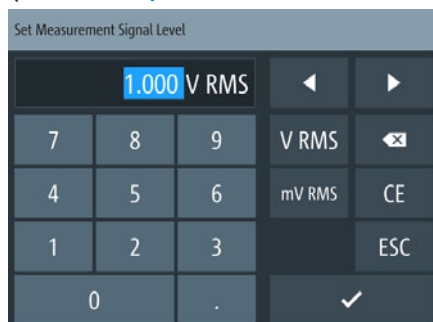 Set Measurement Signal Level
1.000 V RMS
7 8 9 V RMS
4 5 6 mV RMS CE
1 2 3 ESC
0 .